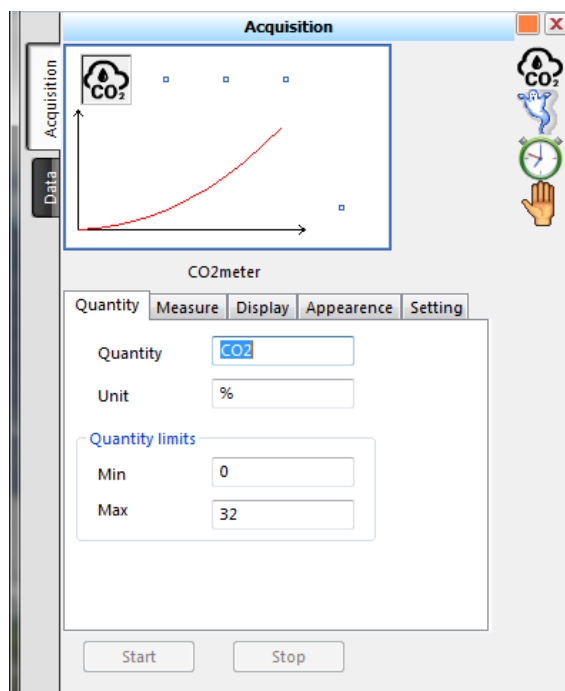 Acquisition
Acquisition
Data
CO2
CO2
CO2meter
Quantity Measure Display Appearence Setting
Quantity CO2
Unit %
Quantity limits
Min 0
Max 32
Start Stop